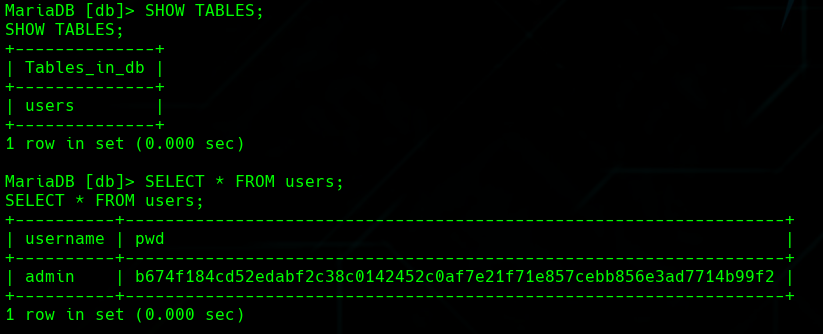 MariaDB [db]> SHOW TABLES;
SHOW TABLES;
+--------------+
| Tables_in_db |
+--------------+
| users        |
+--------------+
1 row in set (0.000 sec)

MariaDB [db]> SELECT * FROM users;
SELECT * FROM users;
+----------+------------------------------------------------------------------+
| username | pwd                                                              |
+----------+------------------------------------------------------------------+
| admin    | b674f184cd52edabf2c38c0142452c0af7e21f71e857cebb856e3ad7714b99f2 |
+----------+------------------------------------------------------------------+
1 row in set (0.000 sec)